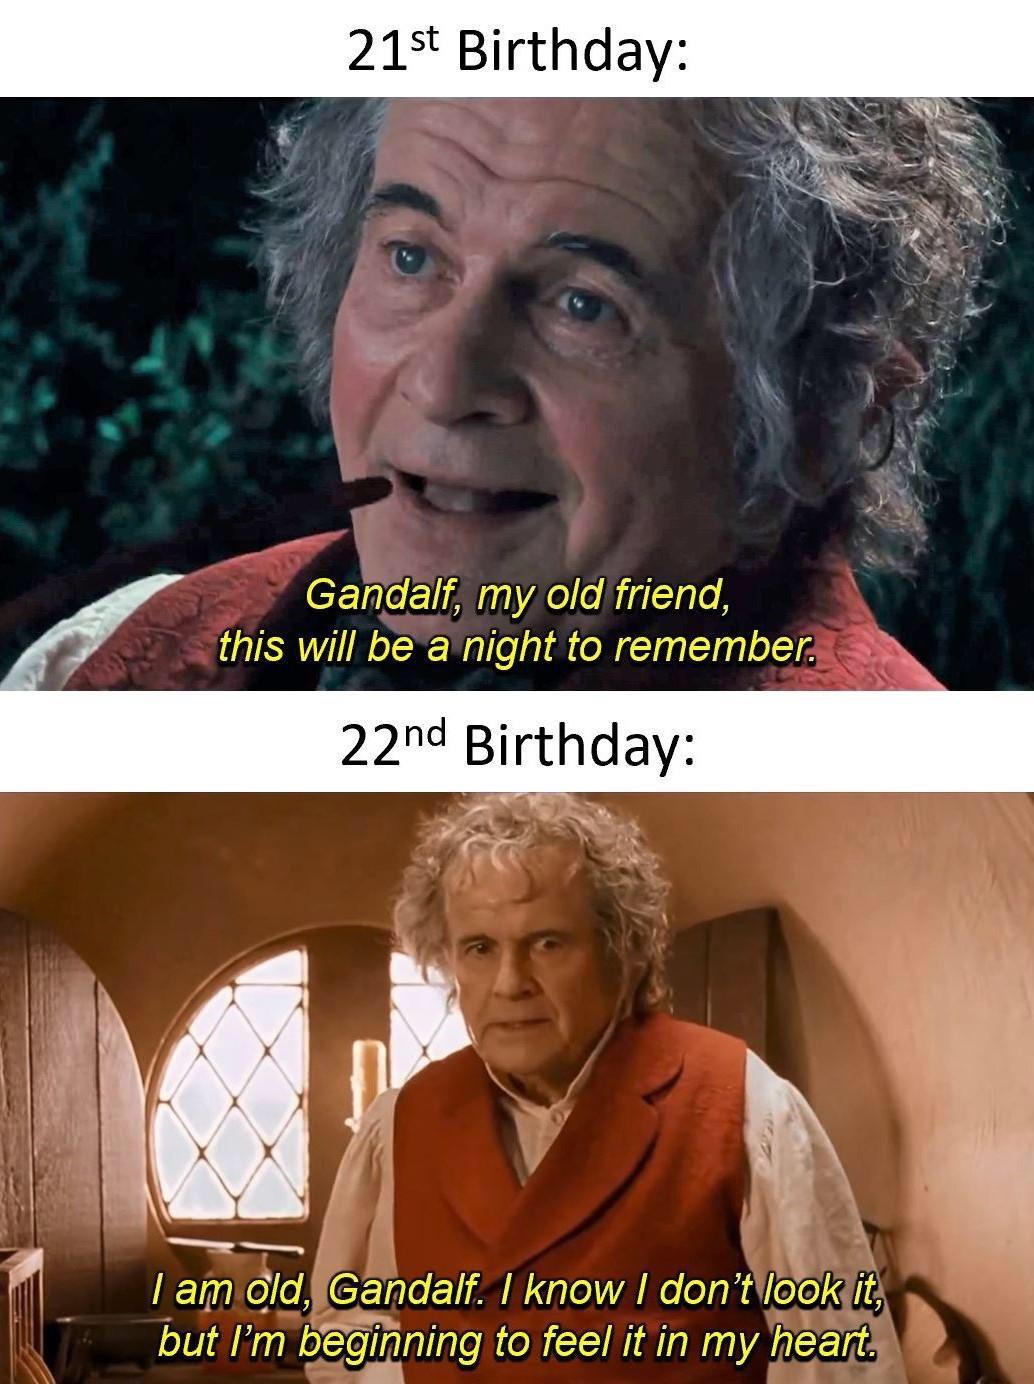 21st Birthday:
Gandalf, my old friend,
this will be a night to remember.
22nd Birthday:
I am old, Gandalf. I know I don't look it,
but I'm beginning to feel it in my heart.